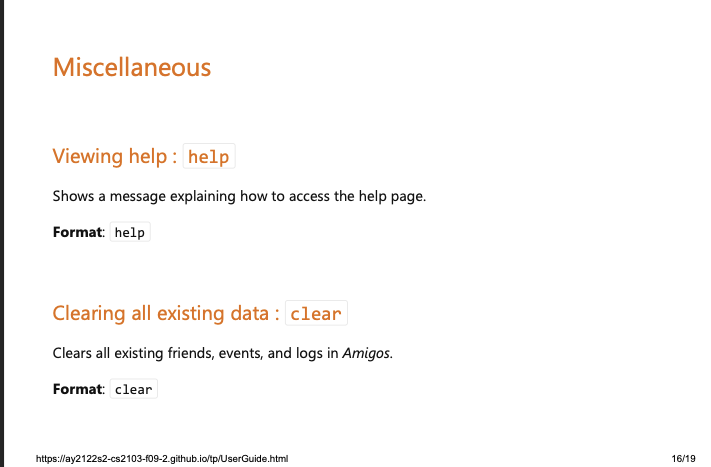 Miscellaneous
Viewing help : help
Shows a message explaining how to access the help page.
Format: help
Clearing all existing data : clear
Clears all existing friends, events, and logs in Amigos.
Format: clear
https://ay2122s2-cs2103-f09-2.github.io/tp/UserGuide.html 16/19